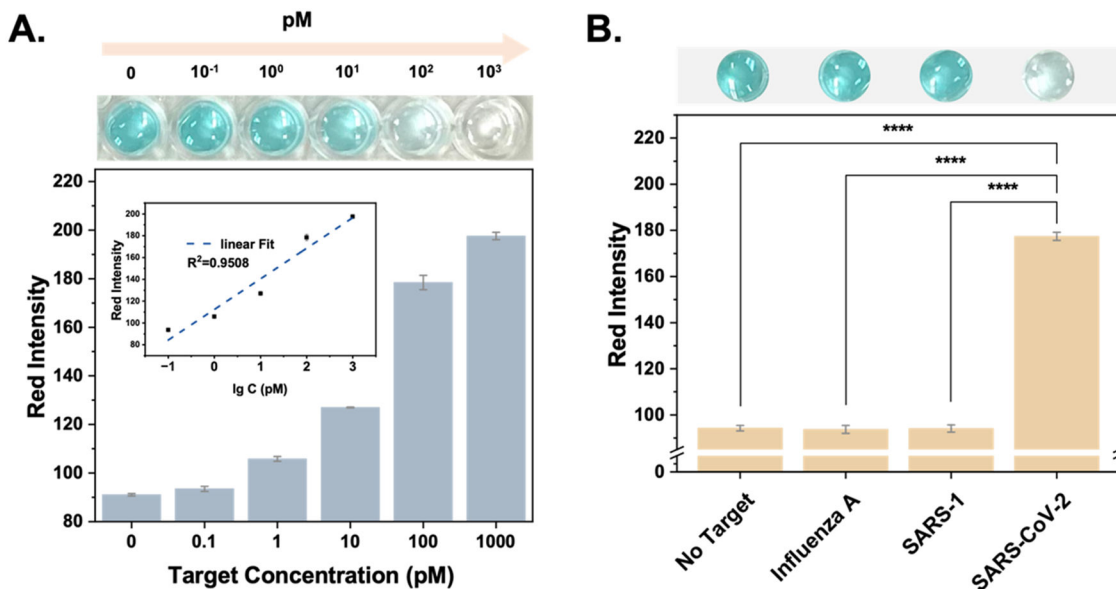 A.
pM
0 10⁻¹ 10⁰ 10¹ 10² 10³
220
200
180
160
140
120
100
80
Red Intensity
200
180
160
140
120
100
80
Red Intensity
linear Fit
R²=0.9508
−1 0 1 2 3
lg C (pM)
0 0.1 1 10 100 1000
Target Concentration (pM)
B.
220
200
180
160
140
120
100
0
Red Intensity
****
****
****
No Target
Influenza A
SARS-1
SARS-CoV-2